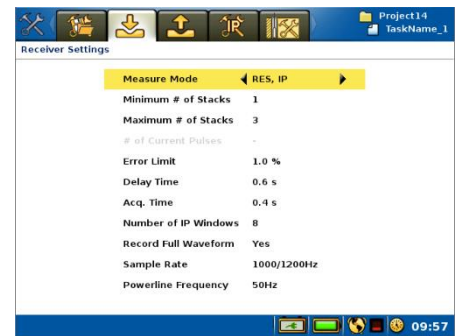 Project14
TaskName_1
IP
Receiver Settings
Measure Mode RES, IP
Minimum # of Stacks 1
Maximum # of Stacks 3
# of Current Pulses -
Error Limit 1.0 %
Delay Time 0.6 s
Acq. Time 0.4 s
Number of IP Windows 8
Record Full Waveform Yes
Sample Rate 1000/1200Hz
Powerline Frequency 50Hz
09:57